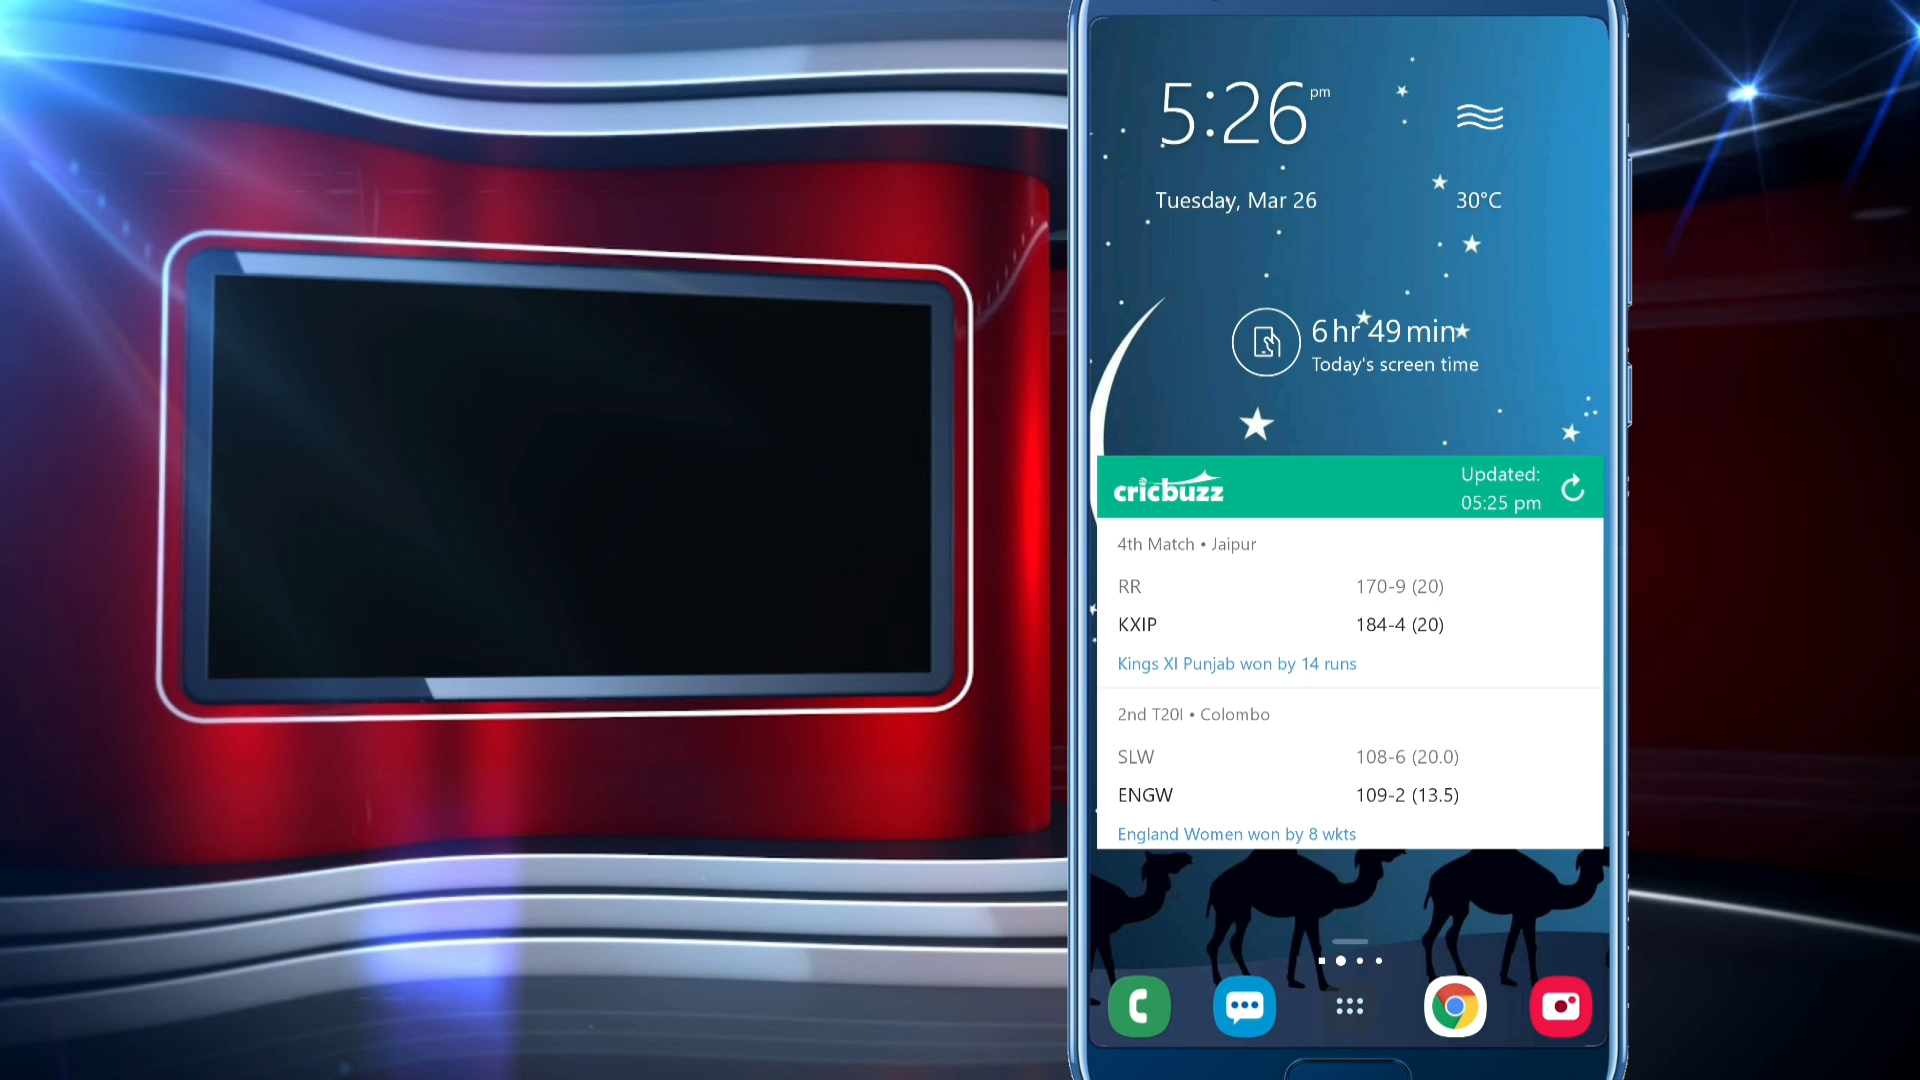 5:26 pm
Tuesday, Mar 26
30°C
6 hr 49 min
Today's screen time
cricbuzz
Updated:
05:25 pm
4th Match • Jaipur
RR 170-9 (20)
KXIP 184-4 (20)
Kings XI Punjab won by 14 runs
2nd T20I • Colombo
SLW 108-6 (20.0)
ENGW 109-2 (13.5)
England Women won by 8 wkts